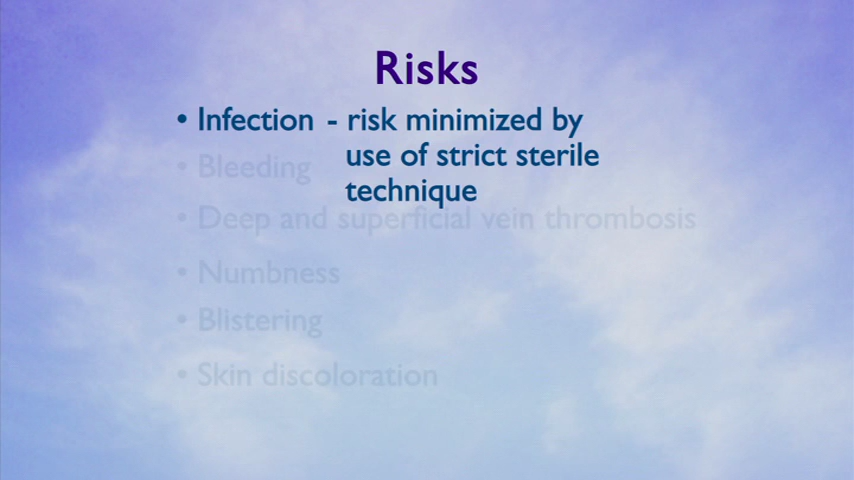 Risks
• Infection - risk minimized by
use of strict sterile
• Bleeding
technique
• Deep and superficial vein thrombosis
• Numbness
• Blistering
• Skin discoloration